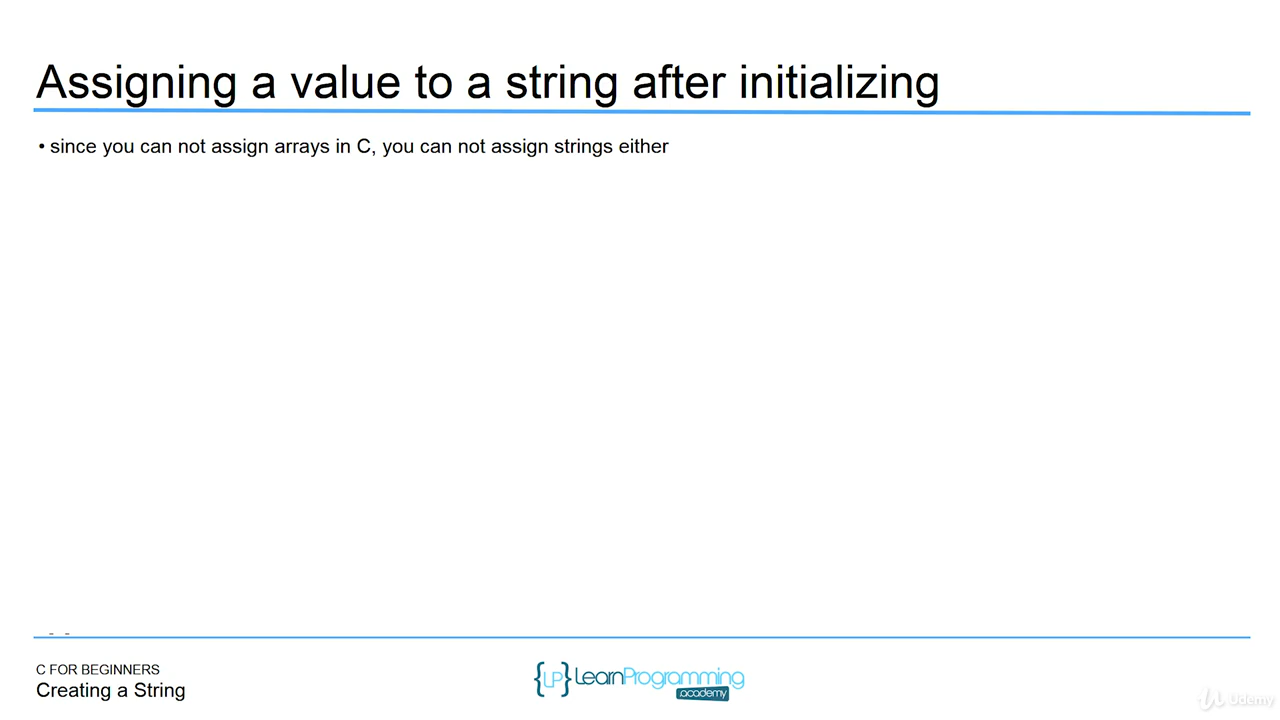 Assigning a value to a string after initializing
• since you can not assign arrays in C, you can not assign strings either
C FOR BEGINNERS
Creating a String
{LP} LearnProgramming
.academy
Udemy